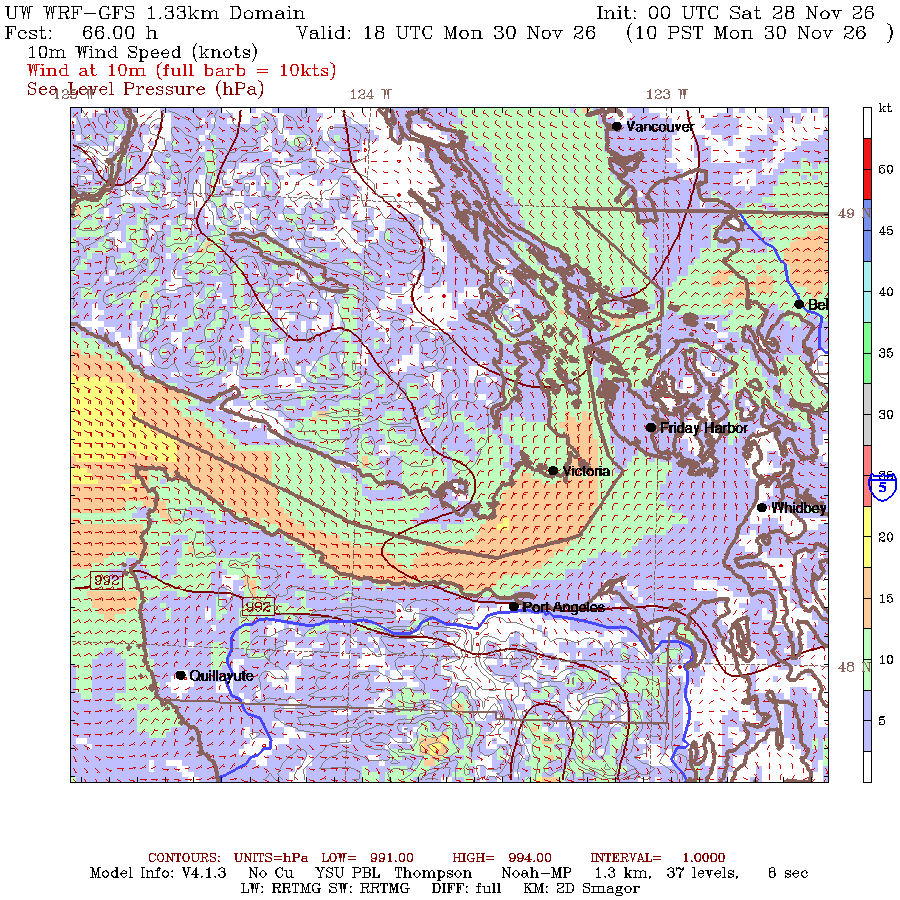 UW WRF-GFS 1.33km Domain Init: 00 UTC Sat 28 Nov 26
Fcst: 66.00 h Valid: 18 UTC Mon 30 Nov 26 (10 PST Mon 30 Nov 26 )
10m Wind Speed (knots)
Wind at 10m (full barb = 10kts)
Sea Level Pressure (hPa)
125 W 124 W 123 W
kt
Vancouver
60
49 N
45
40
Bel
35
30
Friday Harbor
Victoria
25
5
Whidbey
20
992
992
Port Angeles
15
48 N
10
Quillayute
5
CONTOURS: UNITS=hPa LOW= 991.00 HIGH= 994.00 INTERVAL= 1.0000
Model Info: V4.1.3 No Cu YSU PBL Thompson Noah-MP 1.3 km, 37 levels, 8 sec
LW: RRTMG SW: RRTMG DIFF: full KM: 2D Smagor